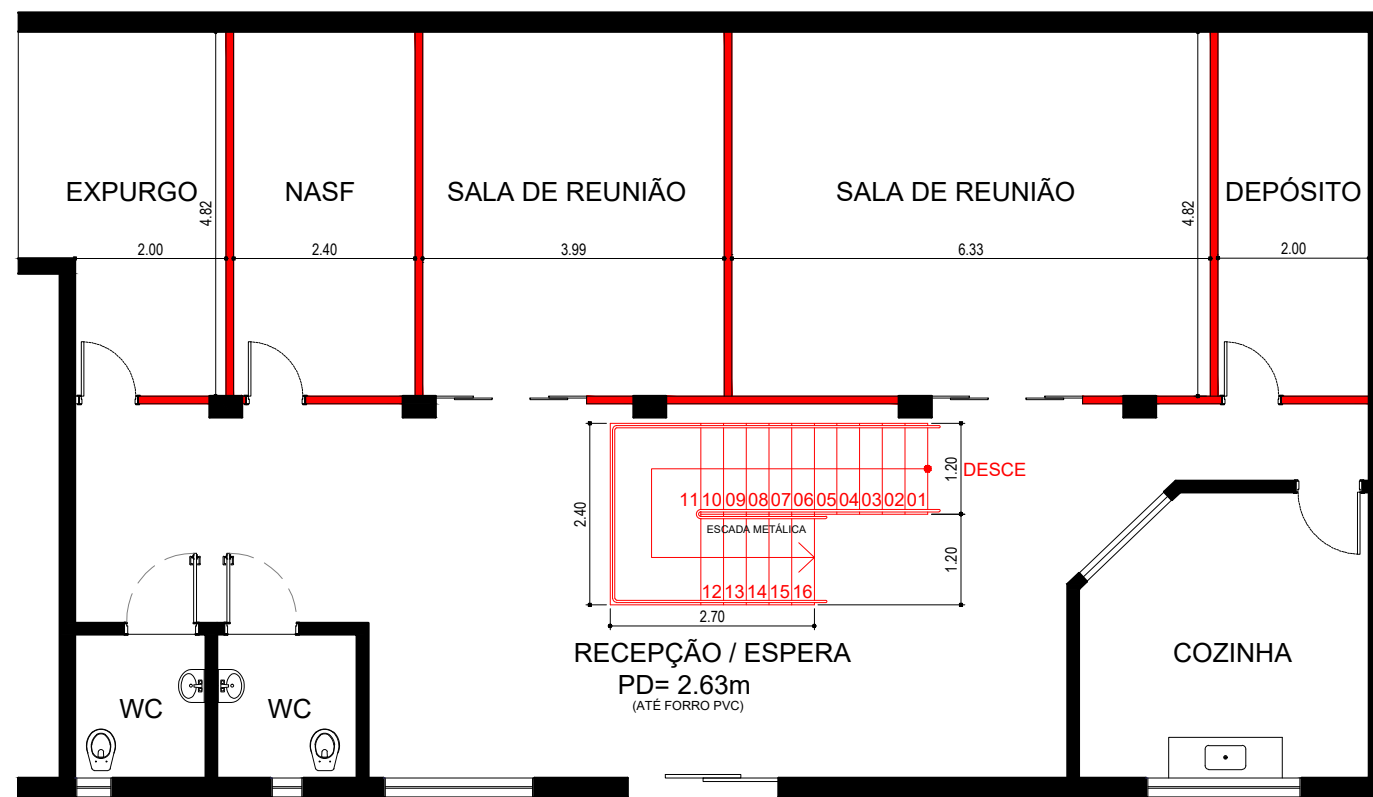 EXPURGO
NASF
SALA DE REUNIÃO
SALA DE REUNIÃO
DEPÓSITO
4.82
4.82
2.00
2.40
3.99
6.33
2.00
DESCE
1.20
11 10 09 08 07 06 05 04 03 02 01
2.40
ESCADA METÁLICA
1.20
12 13 14 15 16
2.70
RECEPÇÃO / ESPERA
PD= 2.63m
(ATÉ FORRO PVC)
COZINHA
WC
WC